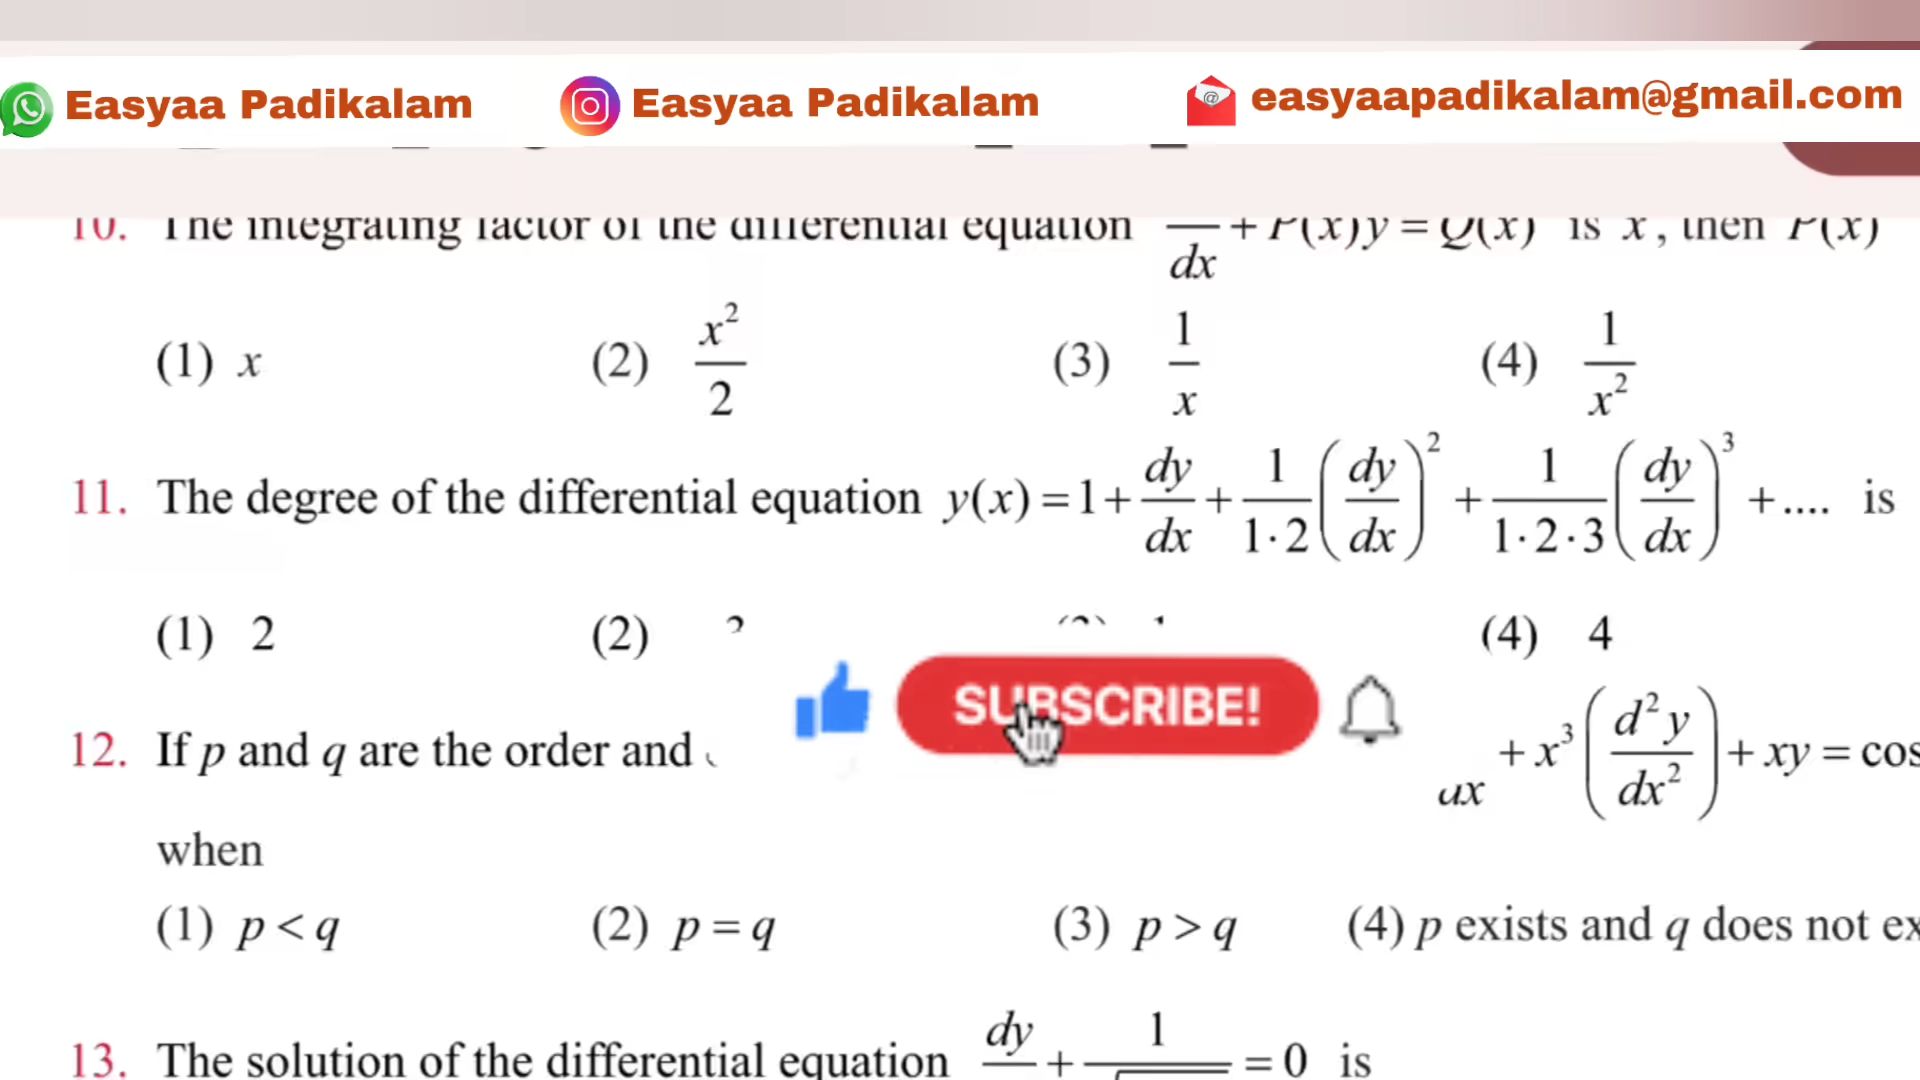 Easyaa Padikalam Easyaa Padikalam easyaapadikalam@gmail.com
10. The integrating factor of the differential equation dx + P(x)y = Q(x) is x, then P(x)
(1) x (2) x²/2 (3) 1/x (4) 1/x²
11. The degree of the differential equation y(x) = 1 + dy/dx + 1/1·2 (dy/dx)² + 1/1·2·3 (dy/dx)³ + .... is
(1) 2 (2) (4) 4
SUBSCRIBE!
12. If p and q are the order and dx + x³ (d²y/dx²) + xy = cos
when
(1) p < q (2) p = q (3) p > q (4) p exists and q does not ex
13. The solution of the differential equation dy + 1 = 0 is